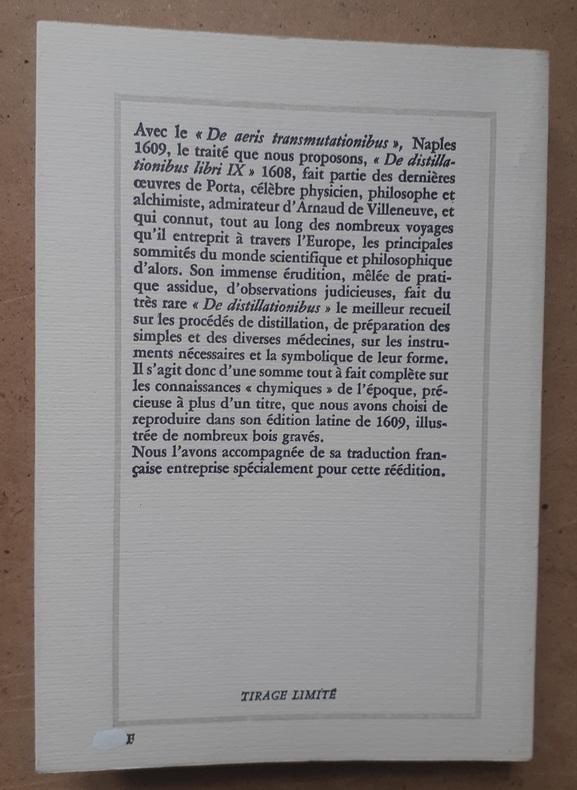 Avec le « De aeris transmutationibus », Naples
1609, le traité que nous proposons, « De distilla-
tionibus libri IX » 1608, fait partie des dernières
œuvres de Porta, célèbre physicien, philosophe et
alchimiste, admirateur d'Arnaud de Villeneuve, et
qui connut, tout au long des nombreux voyages
qu'il entreprit à travers l'Europe, les principales
sommités du monde scientifique et philosophique
d'alors. Son immense érudition, mêlée de prati-
que assidue, d'observations judicieuses, fait du
très rare « De distillationibus » le meilleur recueil
sur les procédés de distillation, de préparation des
simples et des diverses médecines, sur les instru-
ments nécessaires et la symbolique de leur forme.
Il s'agit donc d'une somme tout à fait complète sur
les connaissances « chymiques » de l'époque, pré-
cieuse à plus d'un titre, que nous avons choisi de
reproduire dans son édition latine de 1609, illus-
trée de nombreux bois gravés.
Nous l'avons accompagnée de sa traduction fran-
çaise entreprise spécialement pour cette réédition.
TIRAGE LIMITÉ
F